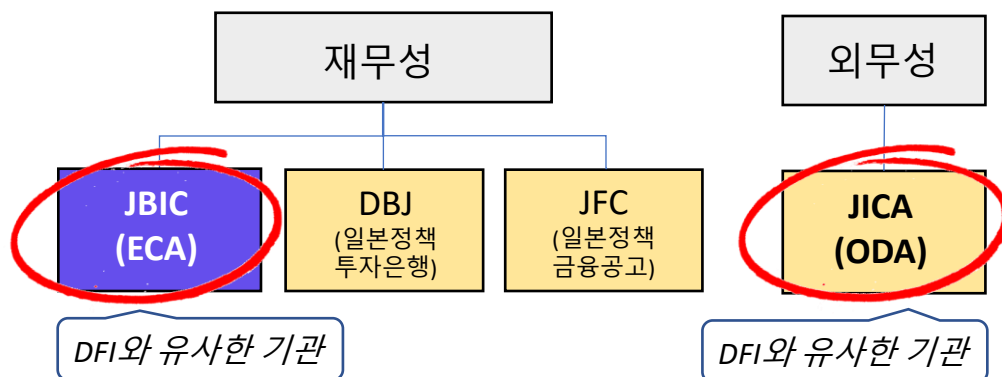 재무성
외무성
JBIC
(ECA)
DBJ
(일본정책
투자은행)
JFC
(일본정책
금융공고)
JICA
(ODA)
DFI와 유사한 기관
DFI와 유사한 기관